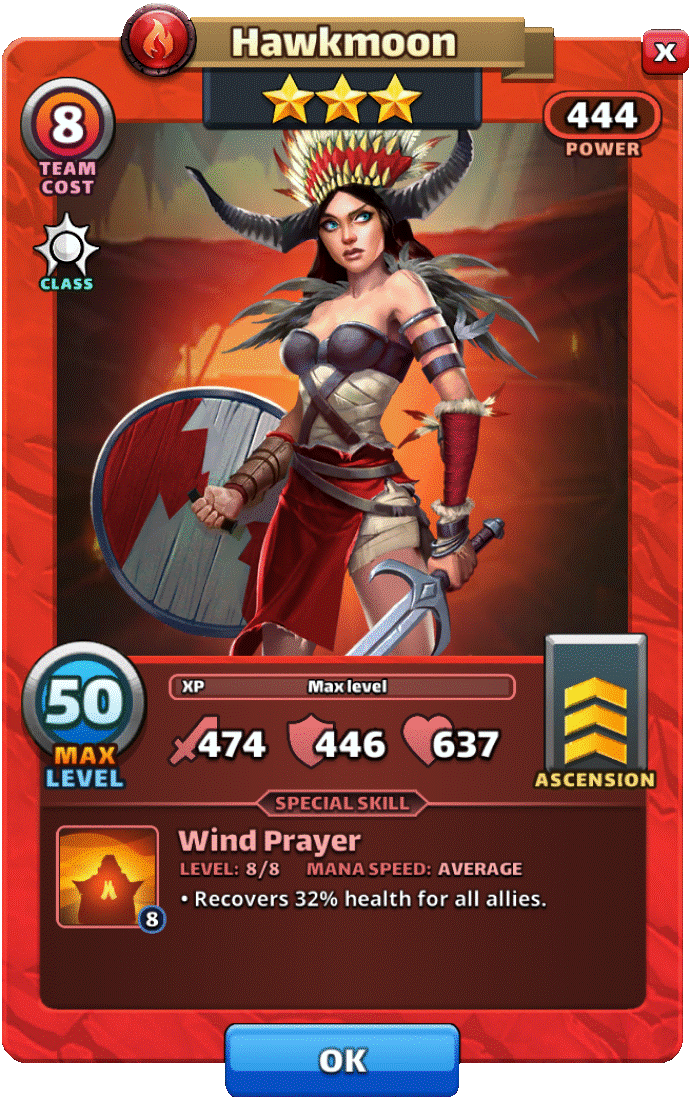 Hawkmoon
X
8
TEAM
COST
444
POWER
CLASS
50
MAX
LEVEL
XP Max level
474 446 637
ASCENSION
SPECIAL SKILL
Wind Prayer
LEVEL: 8/8 MANA SPEED: AVERAGE
8
• Recovers 32% health for all allies.
OK